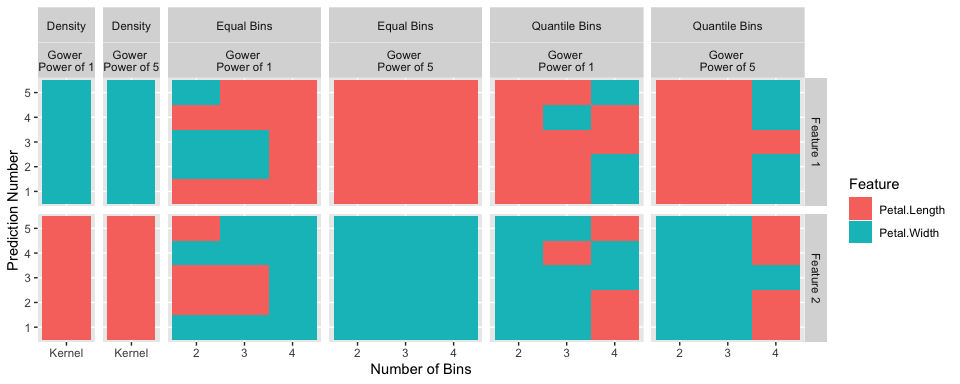 Density Density Equal Bins Equal Bins Quantile Bins Quantile Bins
Gower Gower Gower Gower Gower Gower
Power of 1 Power of 5 Power of 1 Power of 5 Power of 1 Power of 5
Prediction Number
5
4
3
2
1
Feature 1
5
4
3
2
1
Feature 2
Kernel Kernel 2 3 4 2 3 4 2 3 4 2 3 4
Number of Bins
Feature
Petal.Length
Petal.Width